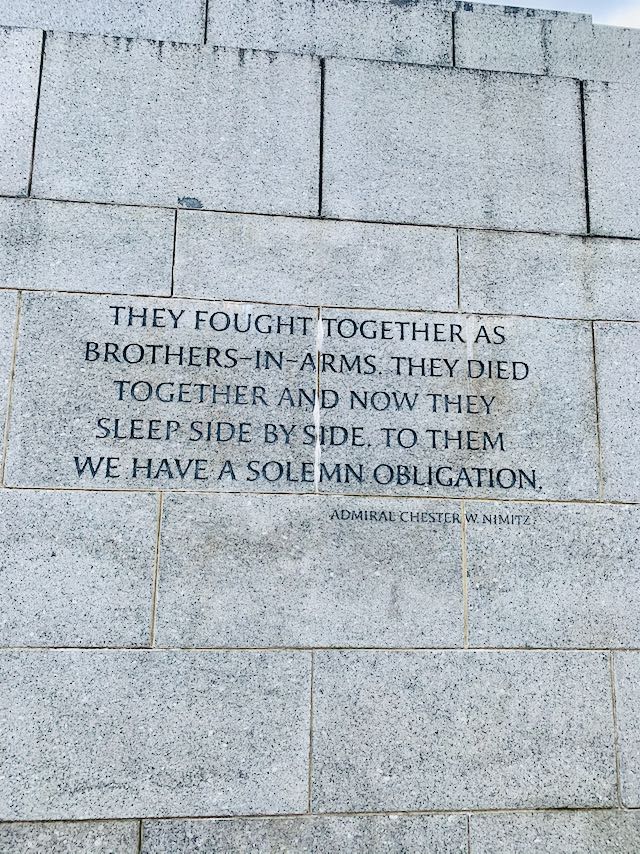 THEY FOUGHT TOGETHER AS
BROTHERS-IN-ARMS. THEY DIED
TOGETHER AND NOW THEY
SLEEP SIDE BY SIDE. TO THEM
WE HAVE A SOLEMN OBLIGATION.
ADMIRAL CHESTER W. NIMITZ